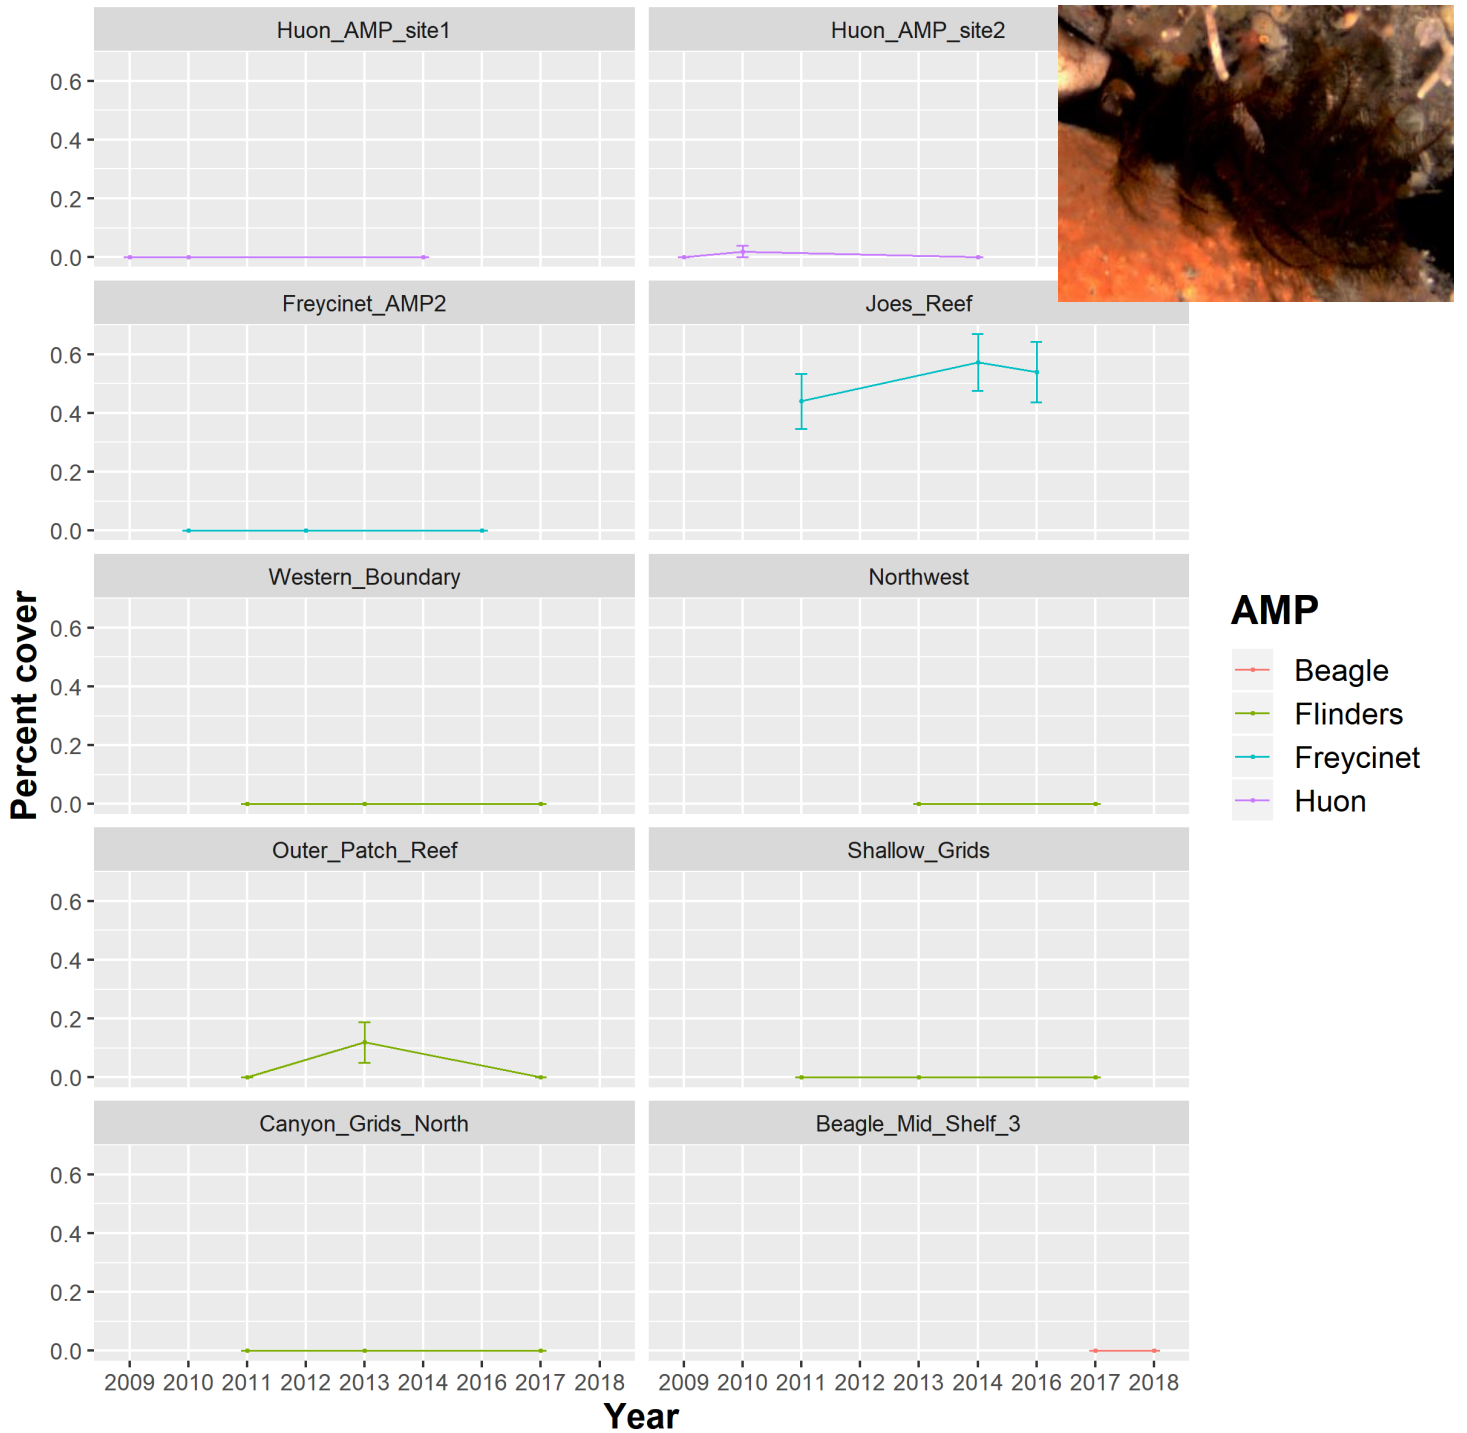 Huon_AMP_site1
Huon_AMP_site2
0.6
0.4
0.2
0.0
Freycinet_AMP2
Joes_Reef
0.6
0.4
0.2
0.0
Western_Boundary
Northwest
0.6
0.4
0.2
0.0
Outer_Patch_Reef
Shallow_Grids
0.6
0.4
0.2
0.0
Canyon_Grids_North
Beagle_Mid_Shelf_3
0.6
0.4
0.2
0.0
2009 2010 2011 2012 2013 2014 2016 2017 2018
2009 2010 2011 2012 2013 2014 2016 2017 2018
Year
Percent cover
AMP
Beagle
Flinders
Freycinet
Huon